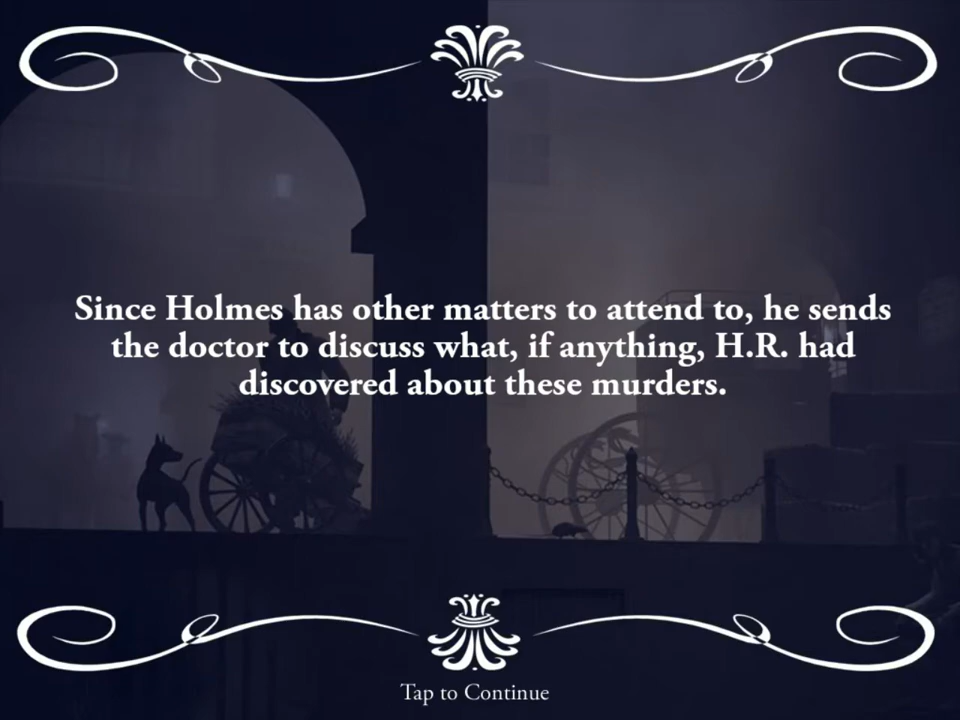 Since Holmes has other matters to attend to, he sends
the doctor to discuss what, if anything, H.R. had
discovered about these murders.
Tap to Continue